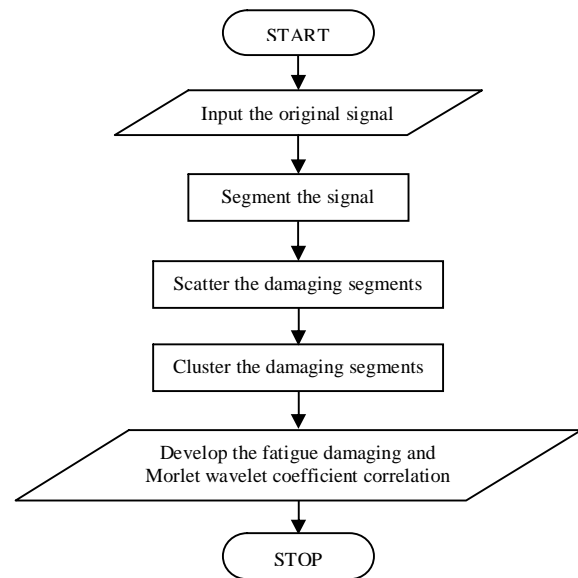 START
Input the original signal
Segment the signal
Scatter the damaging segments
Cluster the damaging segments
Develop the fatigue damaging and
Morlet wavelet coefficient correlation
STOP